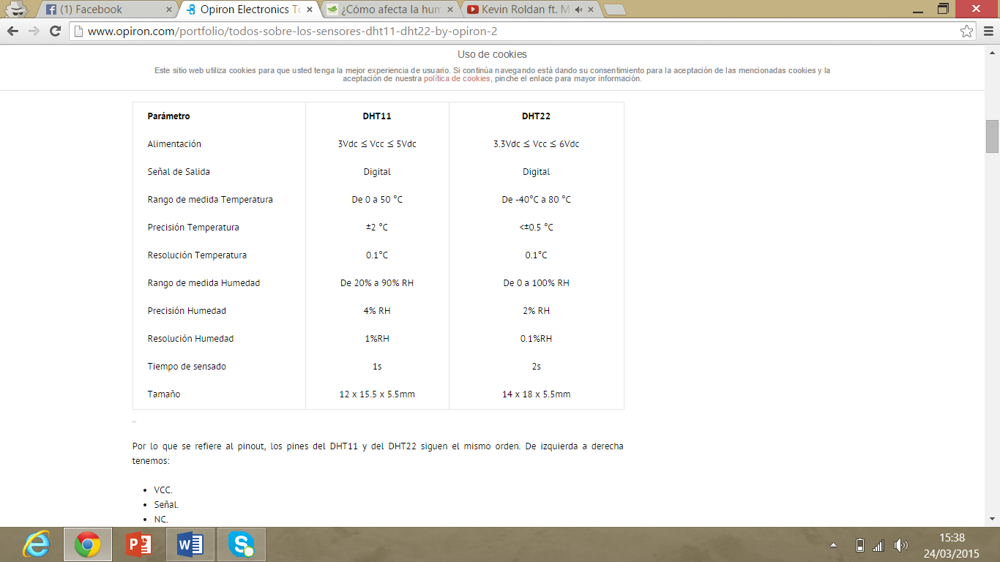 (1) Facebook
Opiron Electronics To
¿Cómo afecta la hum
Kevin Roldan ft. M
www.opiron.com/portfolio/todos-sobre-los-sensores-dht11-dht22-by-opiron-2
Uso de cookies
Este sitio web utiliza cookies para que usted tenga la mejor experiencia de usuario. Si continúa navegando está dando su consentimiento para la aceptación de las mencionadas cookies y la
aceptación de nuestra política de cookies, pinche el enlace para mayor información.
Parámetro DHT11 DHT22
Alimentación 3Vdc ≤ Vcc ≤ 5Vdc 3.3Vdc ≤ Vcc ≤ 6Vdc
Señal de Salida Digital Digital
Rango de medida Temperatura De 0 a 50 °C De -40°C a 80 °C
Precisión Temperatura ±2 °C <±0.5 °C
Resolución Temperatura 0.1°C 0.1°C
Rango de medida Humedad De 20% a 90% RH De 0 a 100% RH
Precisión Humedad 4% RH 2% RH
Resolución Humedad 1%RH 0.1%RH
Tiempo de sensado 1s 2s
Tamaño 12 x 15.5 x 5.5mm 14 x 18 x 5.5mm
–
Por lo que se refiere al pinout, los pines del DHT11 y del DHT22 siguen el mismo orden. De izquierda a derecha
tenemos:
• VCC.
• Señal.
• NC.
15:38
24/03/2015